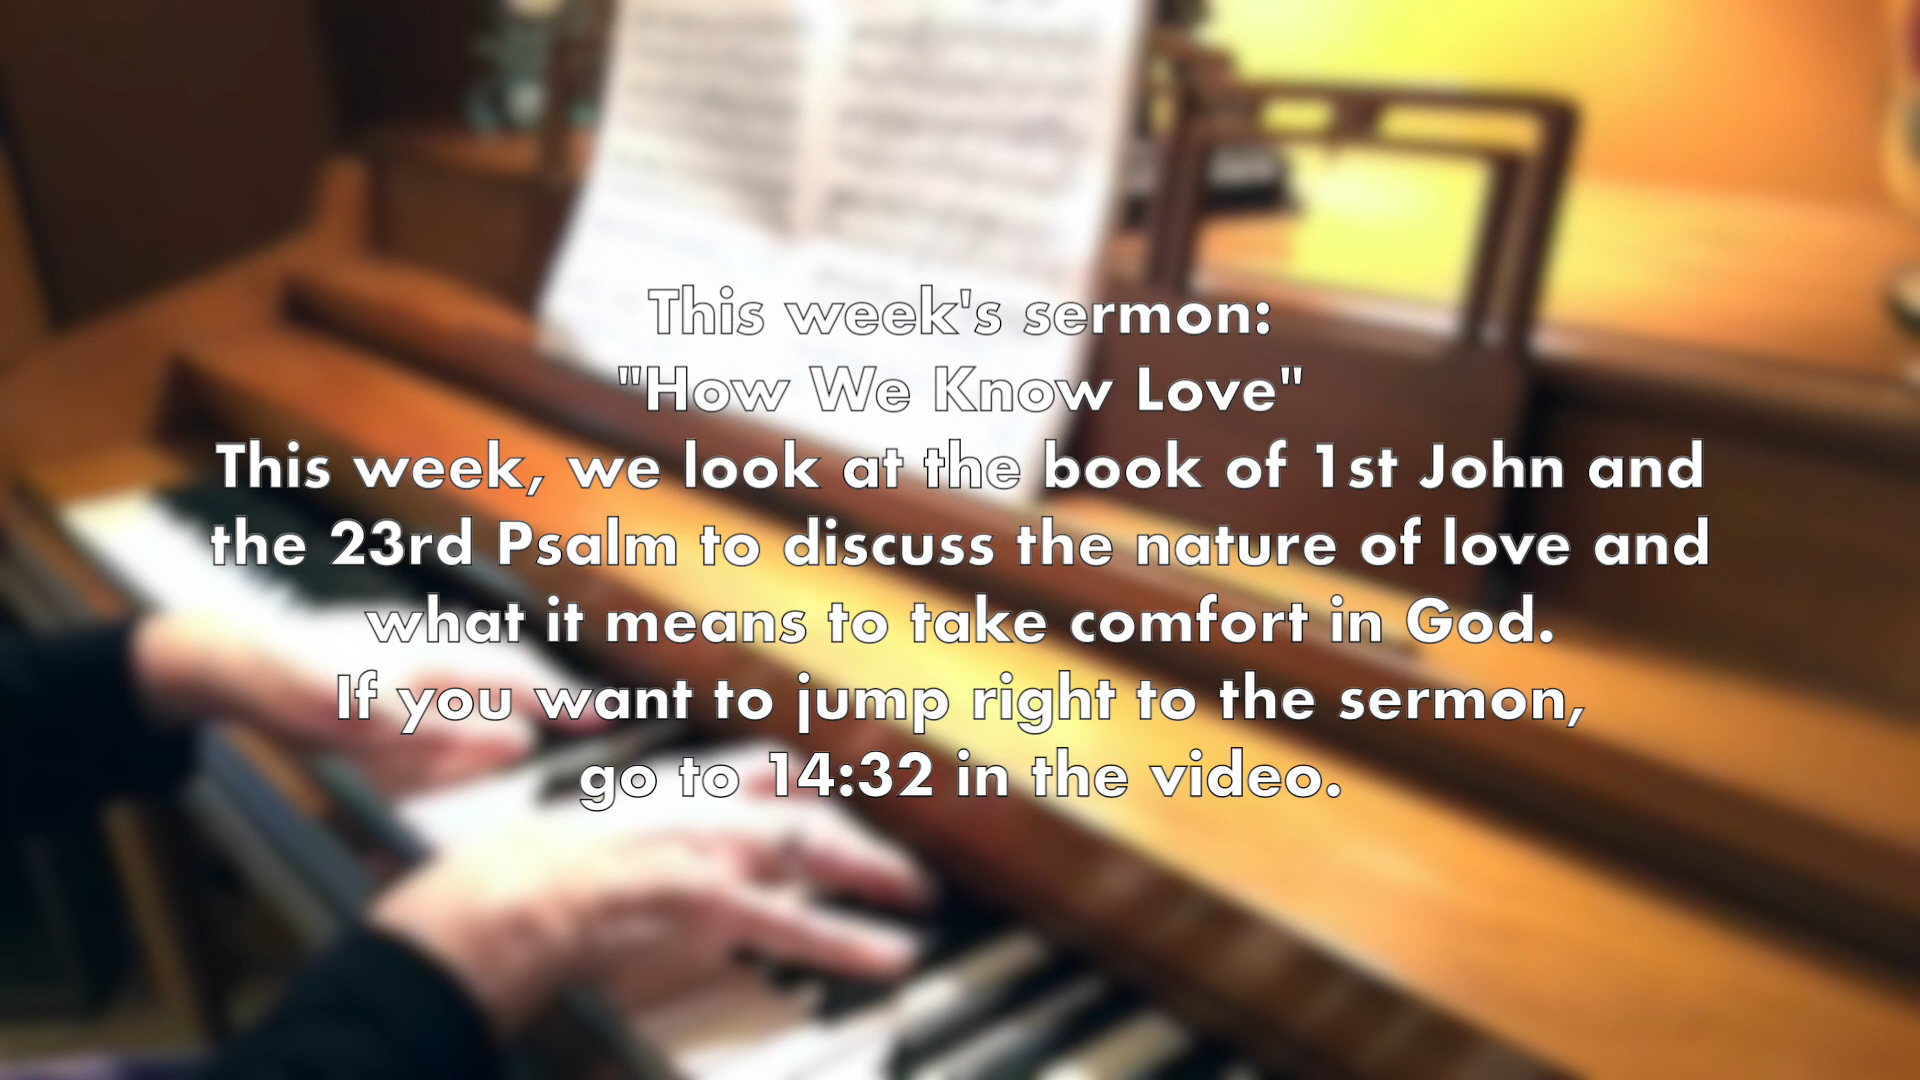 This week's sermon:
"How We Know Love"
This week, we look at the book of 1st John and
the 23rd Psalm to discuss the nature of love and
what it means to take comfort in God.
If you want to jump right to the sermon,
go to 14:32 in the video.